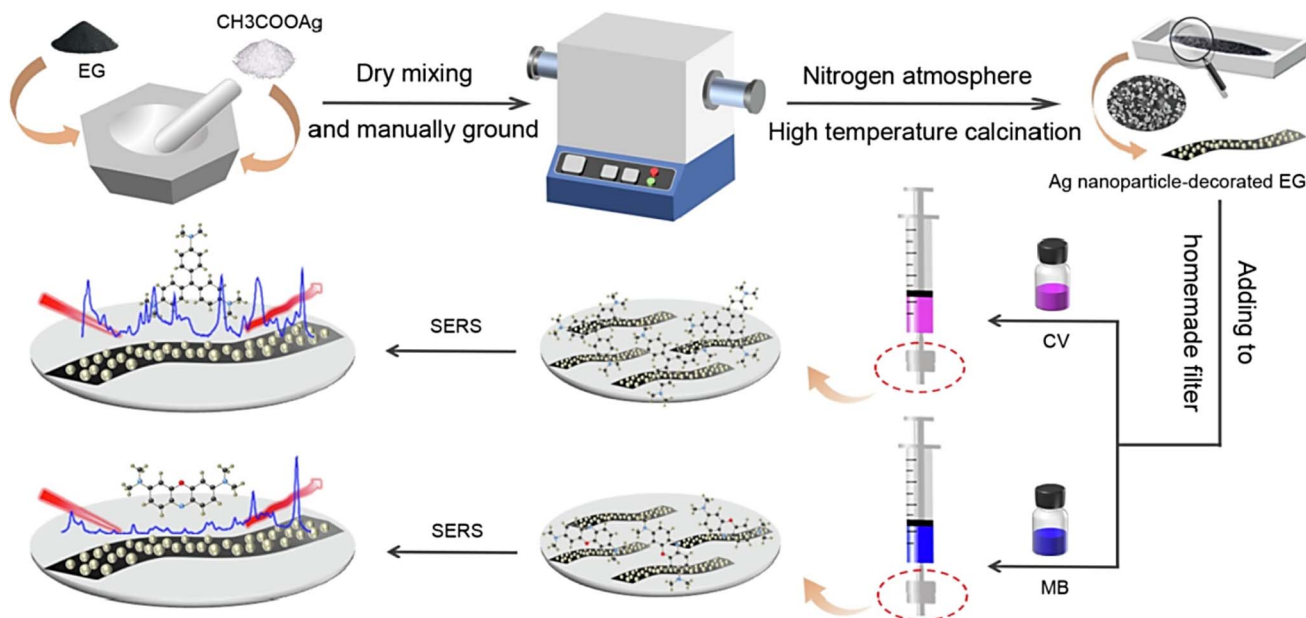 EG
CH3COOAg
Dry mixing
and manually ground
Nitrogen atmosphere
High temperature calcination
Ag nanoparticle-decorated EG
Adding to
homemade filter
CV
SERS
MB
SERS